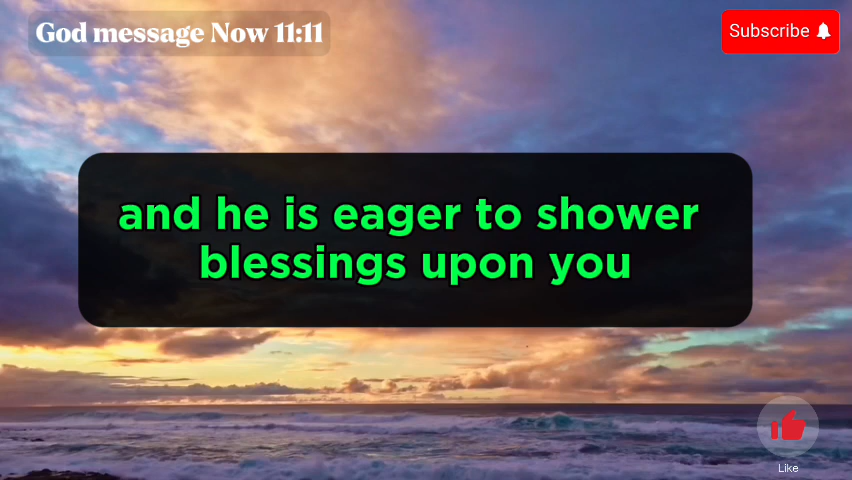 God message Now 11:11
Subscribe
and he is eager to shower
blessings upon you
Like